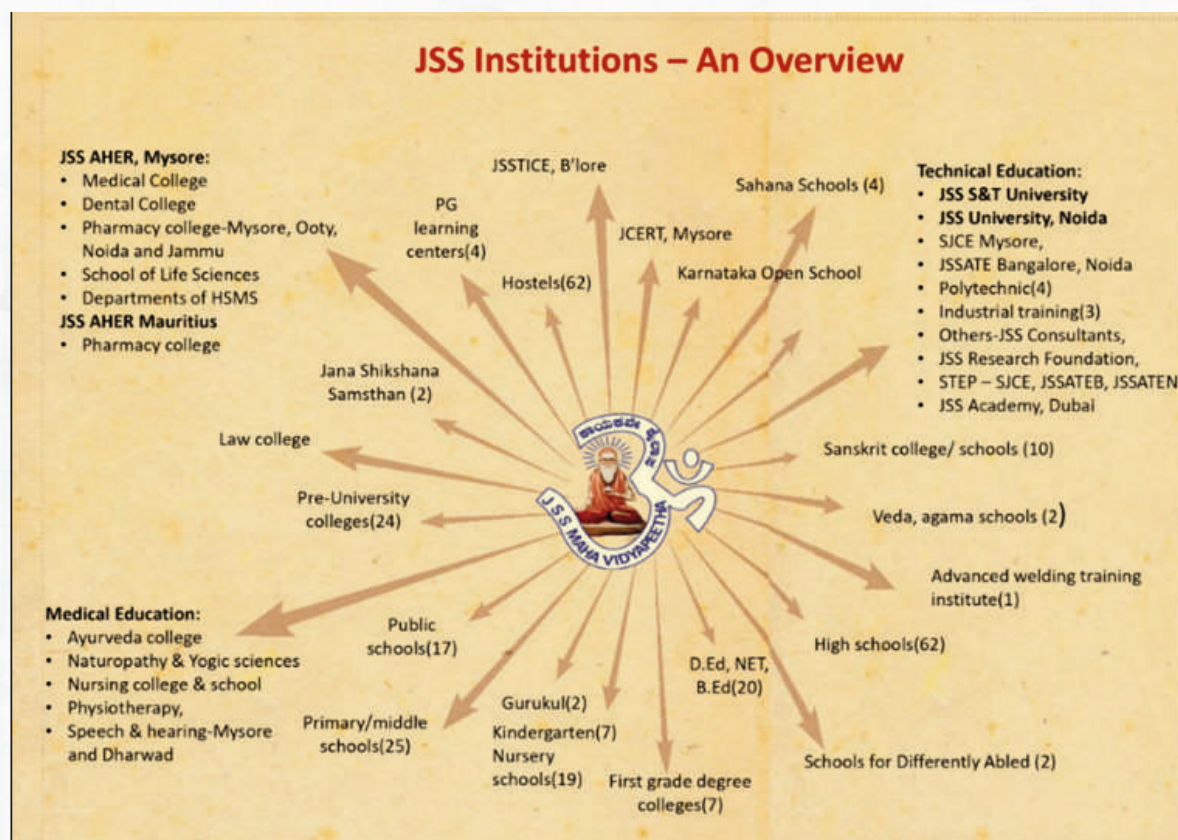 JSS Institutions – An Overview
JSS AHER, Mysore:
• Medical College
• Dental College
• Pharmacy college-Mysore, Ooty,
Noida and Jammu
• School of Life Sciences
• Departments of HSMS
JSS AHER Mauritius
• Pharmacy college
JSSTICE, B'lore
PG
learning
centers(4)
Hostels(62)
JCERT, Mysore
Sahana Schools (4)
Karnataka Open School
Technical Education:
• JSS S&T University
• JSS University, Noida
• SJCE Mysore,
• JSSATE Bangalore, Noida
• Polytechnic(4)
• Industrial training(3)
• Others-JSS Consultants,
• JSS Research Foundation,
• STEP – SJCE, JSSATEB, JSSATEN
• JSS Academy, Dubai
Jana Shikshana
Samsthan (2)
Law college
Pre-University
colleges(24)
ಕಾಯಕವೇ ಕೈಲಾಸ
JSS MAHA VIDYAPEETHA
Sanskrit college/ schools (10)
Veda, agama schools (2)
Advanced welding training
institute(1)
High schools(62)
Medical Education:
• Ayurveda college
• Naturopathy & Yogic sciences
• Nursing college & school
• Physiotherapy,
• Speech & hearing-Mysore
and Dharwad
Public
schools(17)
Primary/middle
schools(25)
Gurukul(2)
Kindergarten(7)
Nursery
schools(19)
First grade degree
colleges(7)
D.Ed, NET,
B.Ed(20)
Schools for Differently Abled (2)